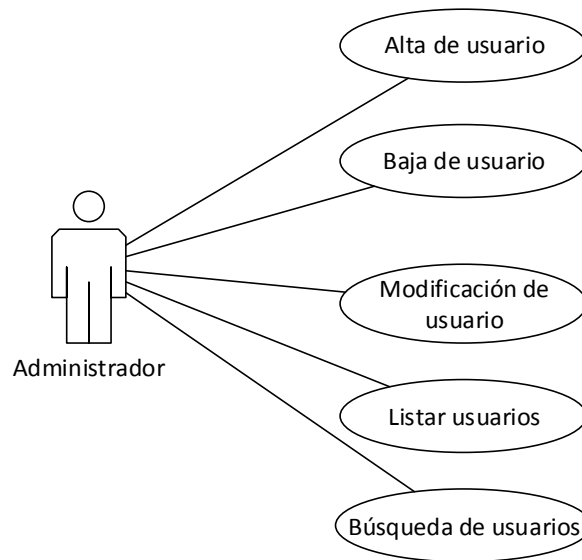 Alta de usuario
Baja de usuario
Modificación de
usuario
Administrador
Listar usuarios
Búsqueda de usuarios